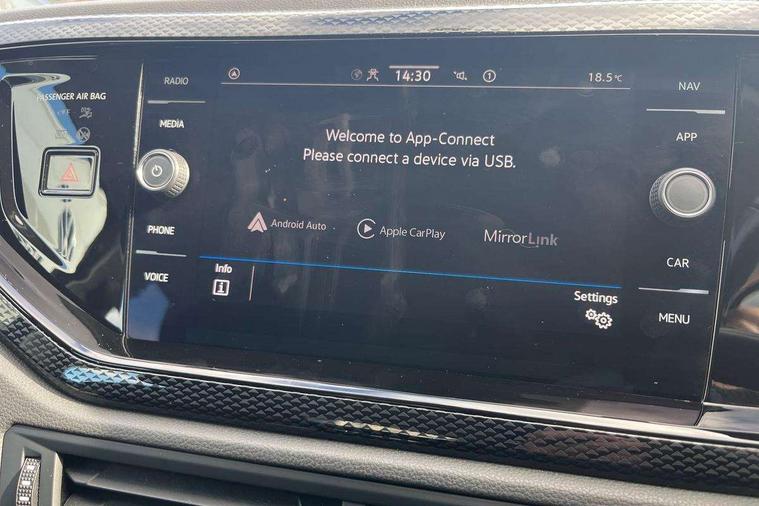 PASSENGER AIR BAG
RADIO
MEDIA
PHONE
VOICE
14:30
1
18.5°C
Welcome to App-Connect
Please connect a device via USB.
Android Auto
Apple CarPlay
MirrorLink
Info
i
Settings
NAV
APP
CAR
MENU